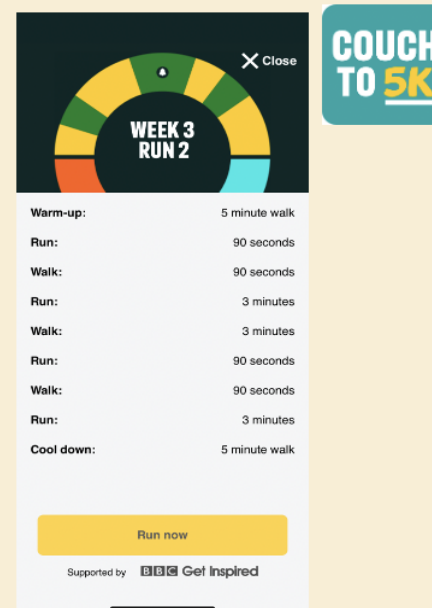 Close
COUCH
TO 5K
WEEK 3
RUN 2
Warm-up: 5 minute walk
Run: 90 seconds
Walk: 90 seconds
Run: 3 minutes
Walk: 3 minutes
Run: 90 seconds
Walk: 90 seconds
Run: 3 minutes
Cool down: 5 minute walk
Run now
Supported by BBC Get Inspired